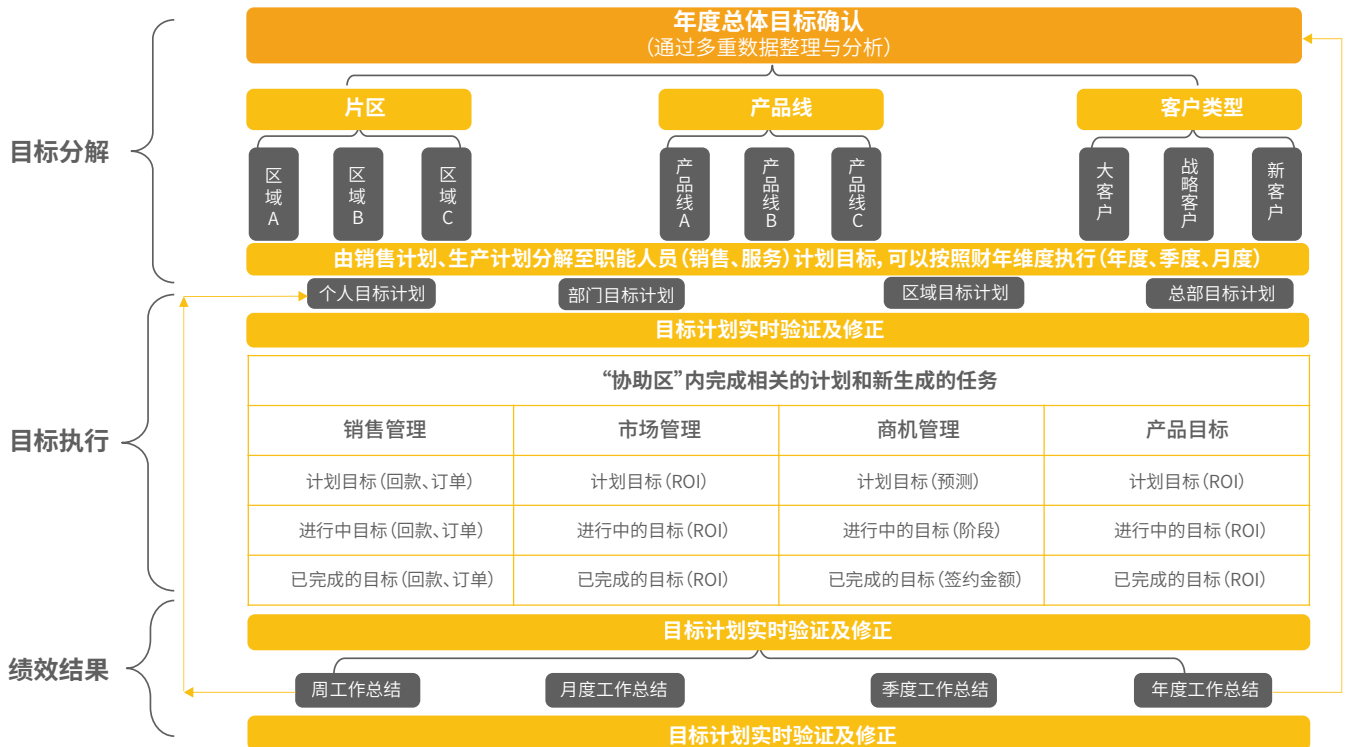 年度总体目标确认
（通过多重数据整理与分析）
片区
产品线
客户类型
目标分解
区域A
区域B
区域C
产品线A
产品线B
产品线C
大客户
战略客户
新客户
由销售计划、生产计划分解至职能人员（销售、服务）计划目标，可以按照财年维度执行（年度、季度、月度）
个人目标计划
部门目标计划
区域目标计划
总部目标计划
目标计划实时验证及修正
“协助区”内完成相关的计划和新生成的任务
目标执行
销售管理
市场管理
商机管理
产品目标
计划目标（回款、订单）
计划目标（ROI）
计划目标（预测）
计划目标（ROI）
进行中目标（回款、订单）
进行中的目标（ROI）
进行中的目标（阶段）
进行中的目标（ROI）
已完成的目标（回款、订单）
已完成的目标（ROI）
已完成的目标（签约金额）
已完成的目标（ROI）
目标计划实时验证及修正
绩效结果
周工作总结
月度工作总结
季度工作总结
年度工作总结
目标计划实时验证及修正